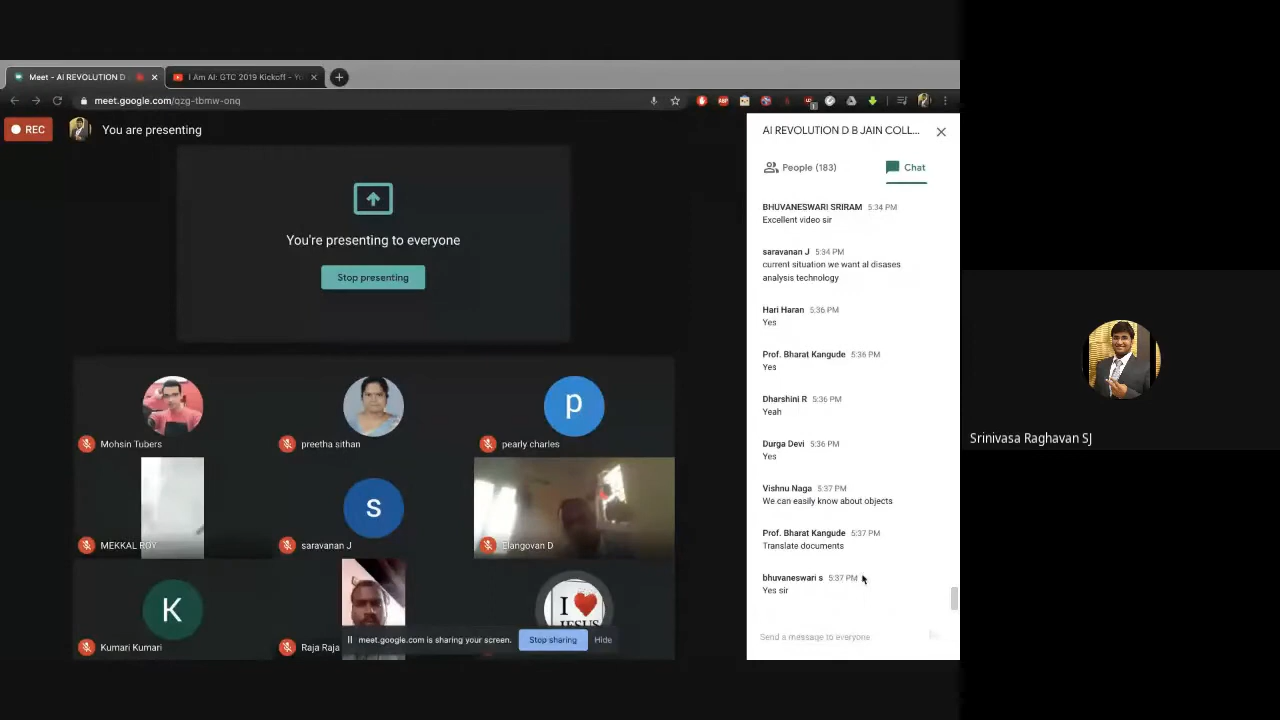 Meet - AI REVOLUTION D
I Am AI: GTC 2019 Kickoff - Yo
meet.google.com/qzg-tbmw-onq
REC
You are presenting
You're presenting to everyone
Stop presenting
Mohsin Tubers
preetha sithan
p
pearly charles
MEKKAL ROY
s
saravanan J
Elangovan D
K
Kumari Kumari
Raja Raja
I
JESUS
meet.google.com is sharing your screen.
Stop sharing
Hide
AI REVOLUTION D B JAIN COLL...
People (183)
Chat
BHUVANESWARI SRIRAM 5:34 PM
Excellent video sir
saravanan J 5:34 PM
current situation we want aI disases
analysis technology
Hari Haran 5:36 PM
Yes
Prof. Bharat Kangude 5:36 PM
Yes
Dharshini R 5:36 PM
Yeah
Durga Devi 5:36 PM
Yes
Vishnu Naga 5:37 PM
We can easily know about objects
Prof. Bharat Kangude 5:37 PM
Translate documents
bhuvaneswari s 5:37 PM
Yes sir
Send a message to everyone
Srinivasa Raghavan SJ